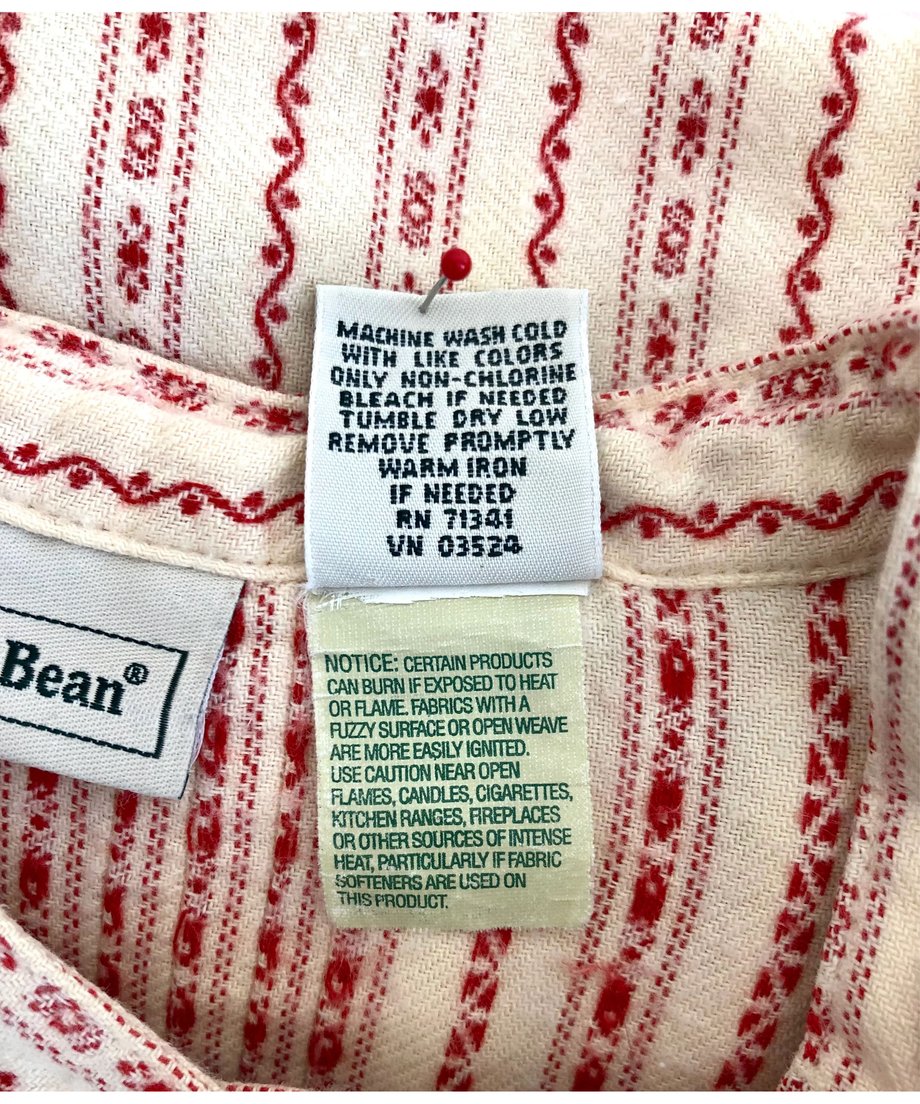 MACHINE WASH COLD
WITH LIKE COLORS
ONLY NON-CHLORINE
BLEACH IF NEEDED
TUMBLE DRY LOW
REMOVE PROMPTLY
WARM IRON
IF NEEDED
RN 71341
VN 03524
Bean®
NOTICE: CERTAIN PRODUCTS
CAN BURN IF EXPOSED TO HEAT
OR FLAME. FABRICS WITH A
FUZZY SURFACE OR OPEN WEAVE
ARE MORE EASILY IGNITED.
USE CAUTION NEAR OPEN
FLAMES, CANDLES, CIGARETTES,
KITCHEN RANGES, FIREPLACES
OR OTHER SOURCES OF INTENSE
HEAT, PARTICULARLY IF FABRIC
SOFTENERS ARE USED ON
THIS PRODUCT.